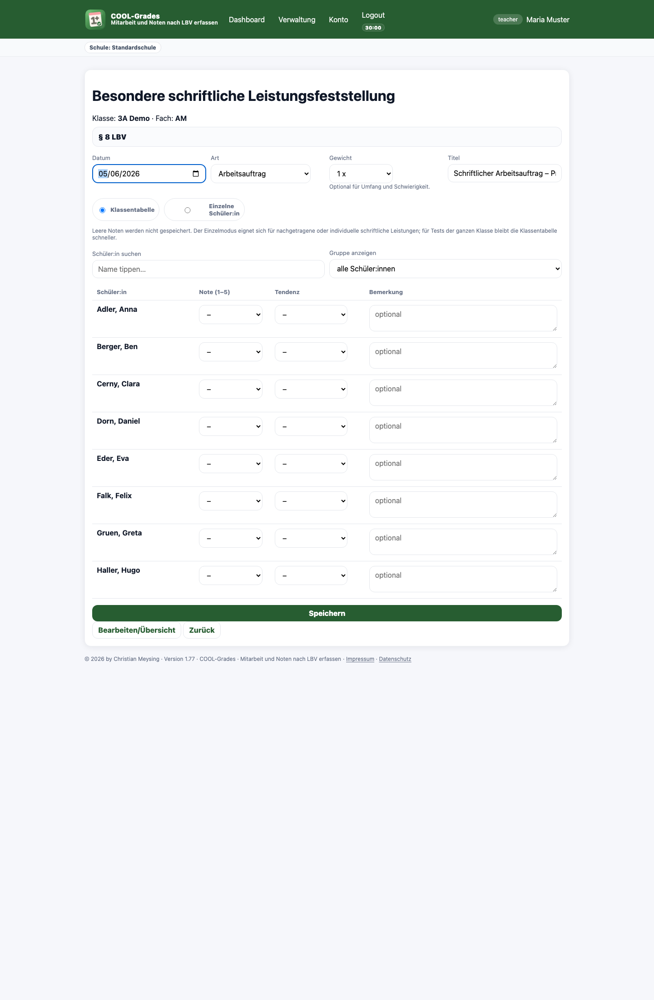 COOL-Grades
Mitarbeit und Noten nach LBV erfassen
Dashboard
Verwaltung
Konto
Logout
30:00
teacher
Maria Muster
Schule: Standardschule
Besondere schriftliche Leistungsfeststellung
Klasse: 3A Demo · Fach: AM
§ 8 LBV
Datum
Art
Gewicht
Titel
05/06/2026
Arbeitsauftrag
1 x
Schriftlicher Arbeitsauftrag –
Optional für Umfang und Schwierigkeit.
Klassentabelle
Einzelne
Schüler:in
Leere Noten werden nicht gespeichert. Der Einzelmodus eignet sich für nachgetragene oder individuelle schriftliche Leistungen; für Tests der ganzen Klasse bleibt die Klassentabelle
schneller.
Schüler:in suchen
Gruppe anzeigen
Name tippen...
alle Schüler:innen
Schüler:in
Note (1–5)
Tendenz
Bemerkung
Adler, Anna
–
–
optional
Berger, Ben
–
–
optional
Cerny, Clara
–
–
optional
Dorn, Daniel
–
–
optional
Eder, Eva
–
–
optional
Falk, Felix
–
–
optional
Gruen, Greta
–
–
optional
Haller, Hugo
–
–
optional
Speichern
Bearbeiten/Übersicht
Zurück
© 2026 by Christian Meysing · Version 1.77 · COOL-Grades · Mitarbeit und Noten nach LBV erfassen · Impressum · Datenschutz